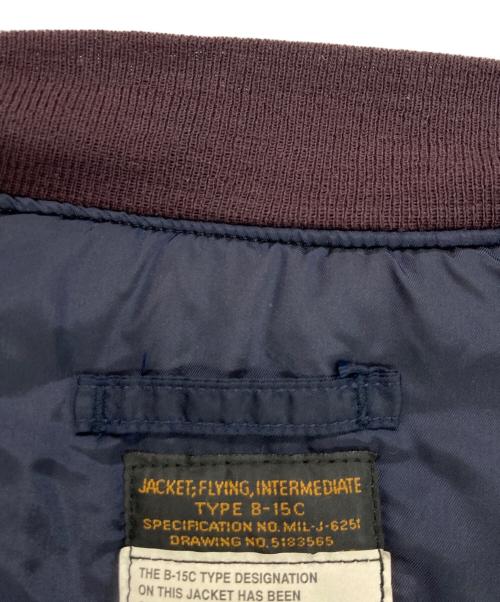 JACKET; FLYING, INTERMEDIATE
TYPE B-15C
SPECIFICATION NO. MIL-J-6251
DRAWING NO. 5183565
THE B-15C TYPE DESIGNATION
ON THIS JACKET HAS BEEN